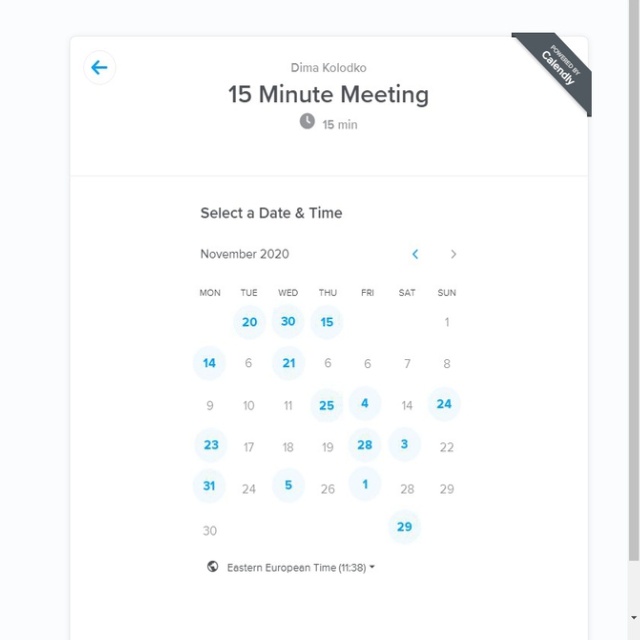 POWERED BY
Calendly
Dima Kolodko
15 Minute Meeting
15 min
Select a Date & Time
November 2020
MON TUE WED THU FRI SAT SUN
20 30 15 1
14 6 21 6 6 7 8
9 10 11 25 4 14 24
23 17 18 19 28 3 22
31 24 5 26 1 28 29
30 29
Eastern European Time (11:38)